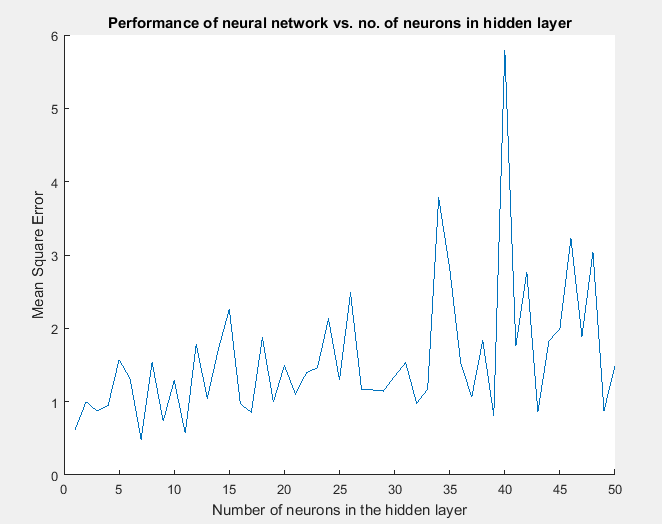 Performance of neural network vs. no. of neurons in hidden layer
6
5
4
3
2
1
0
Mean Square Error
0 5 10 15 20 25 30 35 40 45 50
Number of neurons in the hidden layer